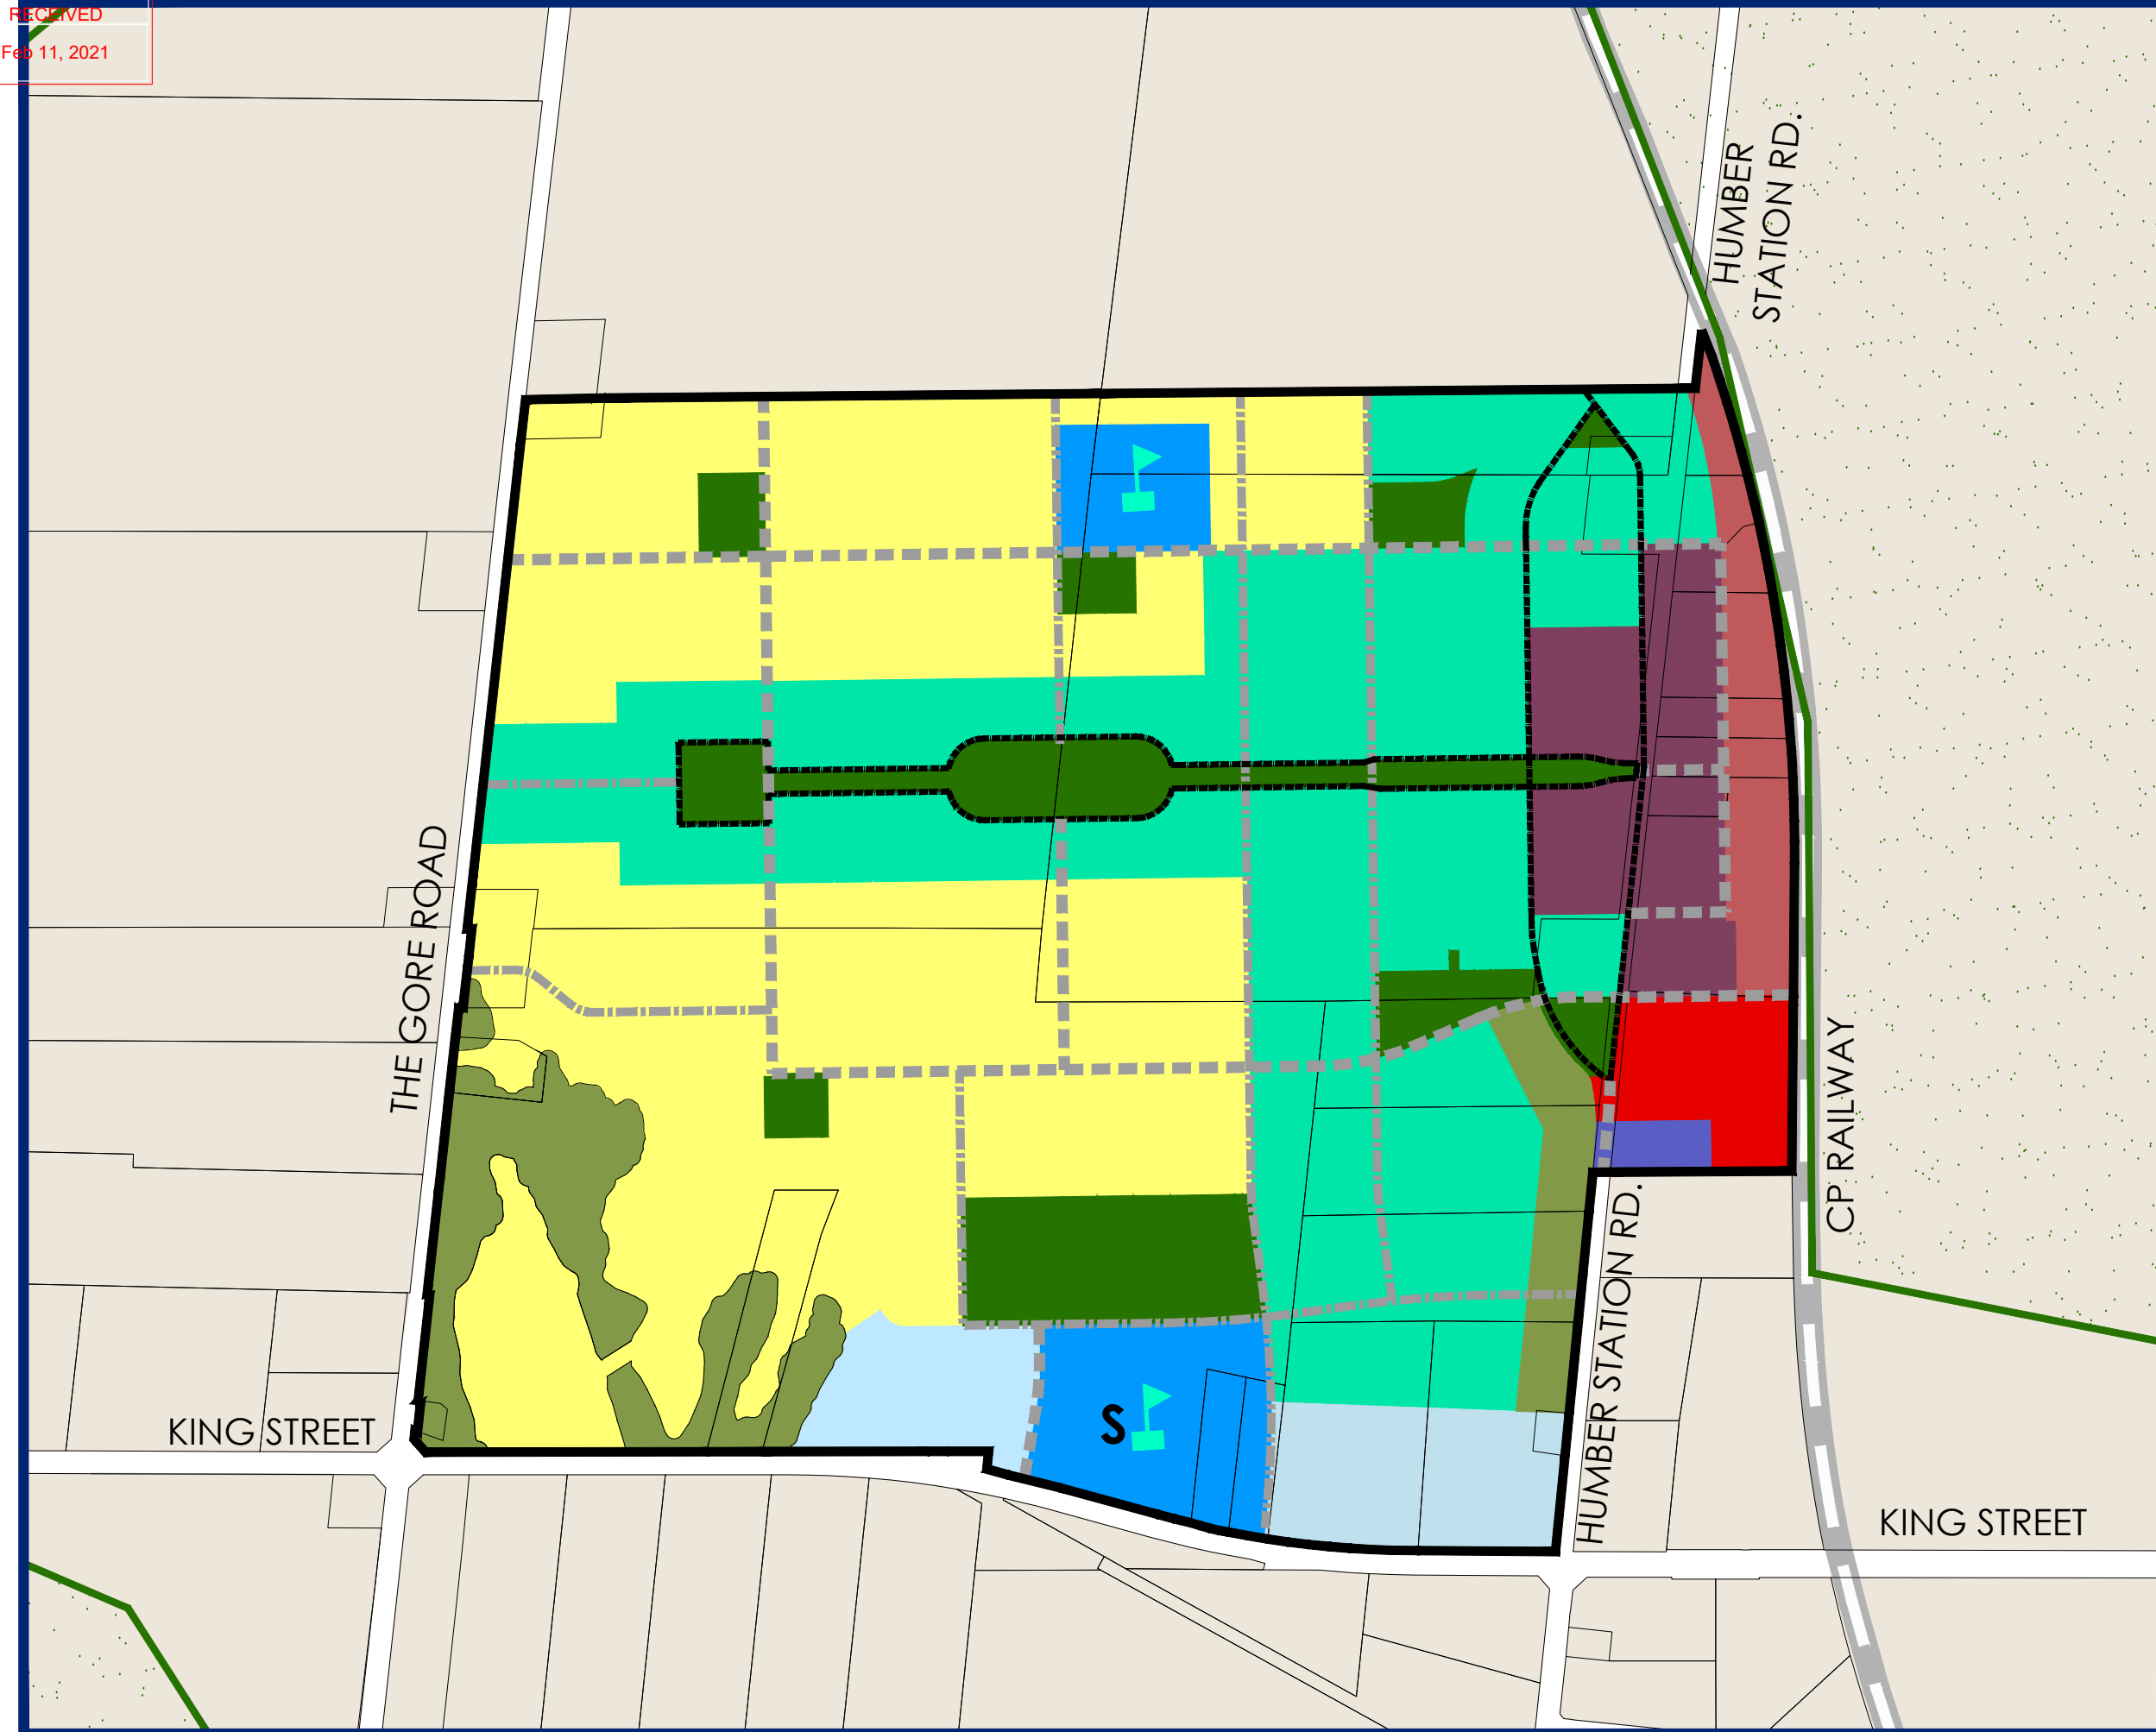 RECEIVED
Feb 11, 2021
HUMBER
STATION RD.
THE GORE ROAD
CP RAILWAY
HUMBER STATION RD.
S
KING STREET
KING STREET